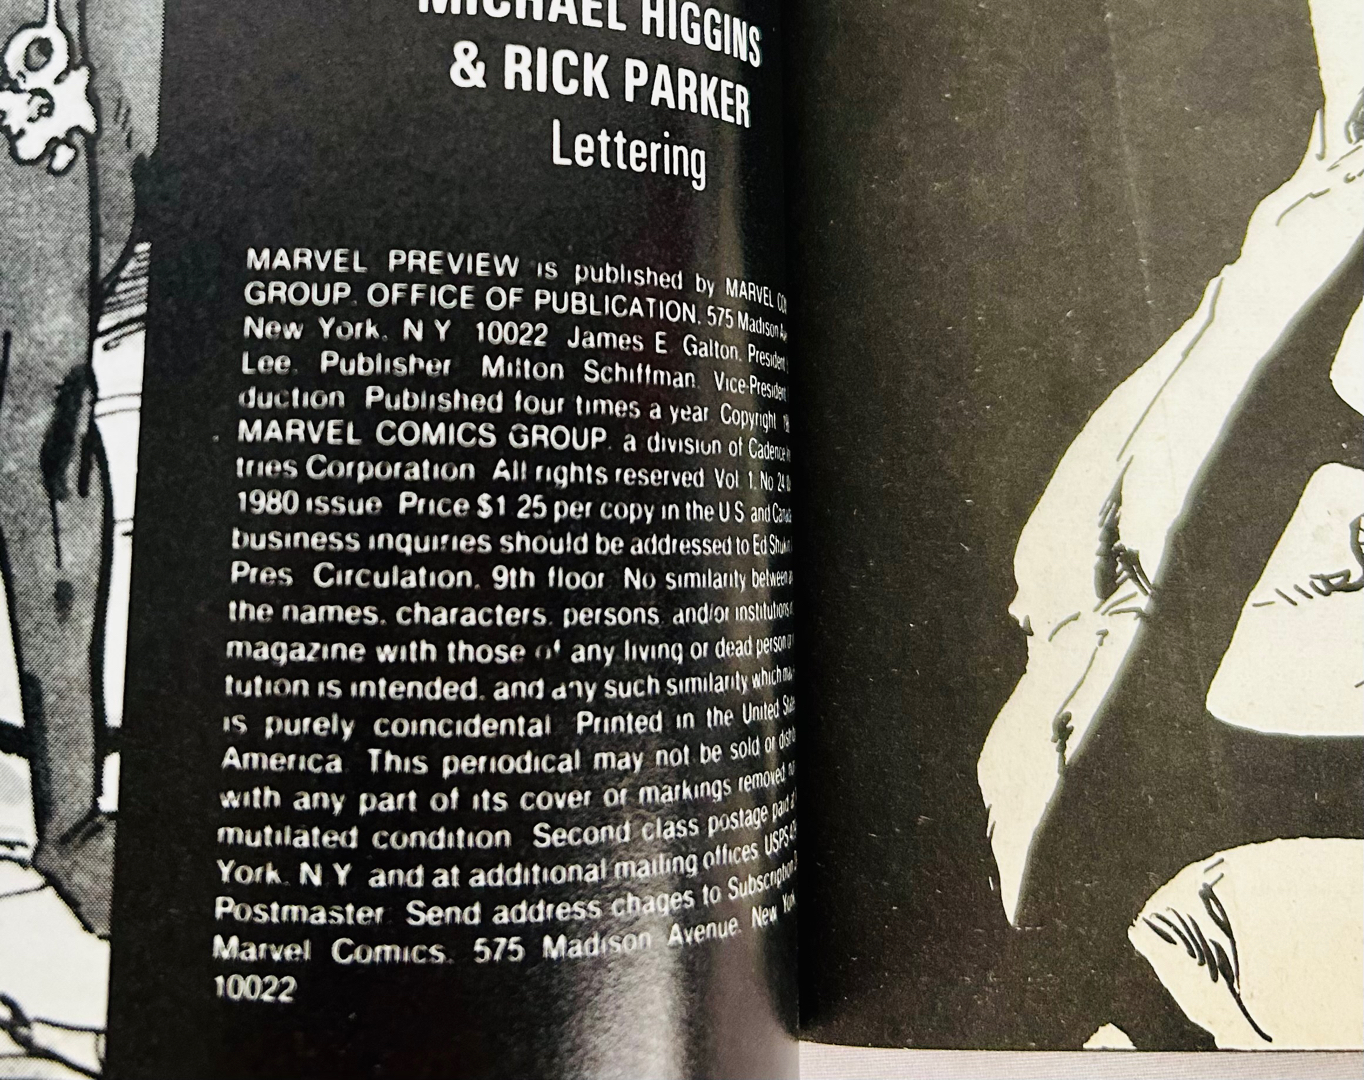 MICHAEL HIGGINS
& RICK PARKER
Lettering
MARVEL PREVIEW is published by MARVEL
GROUP. OFFICE OF PUBLICATION. 575 Madison
New York. N Y 10022 James E Galton. President
Lee. Publisher Milton Schiffman Vice-President
duction Published four times a year Copyright
MARVEL COMICS GROUP. a division of Cadence
tries Corporation All rights reserved Vol 1. No 24
1980 issue Price $1 25 per copy in the U S and
business inquiries should be addressed to Ed
Pres Circulation. 9th floor No similarity between
the names. characters. persons and/or institutions
magazine with those of any living or dead person
tution is intended. and any such similarity which
is purely coincidental Printed in the United
America This periodical may not be sold or
with any part of its cover or markings removed
mutilated condition Second class postage paid
York. N Y and at additional mailing offices USPS
Postmaster Send address chages to Subscription
Marvel Comics. 575 Madison Avenue. New York
10022